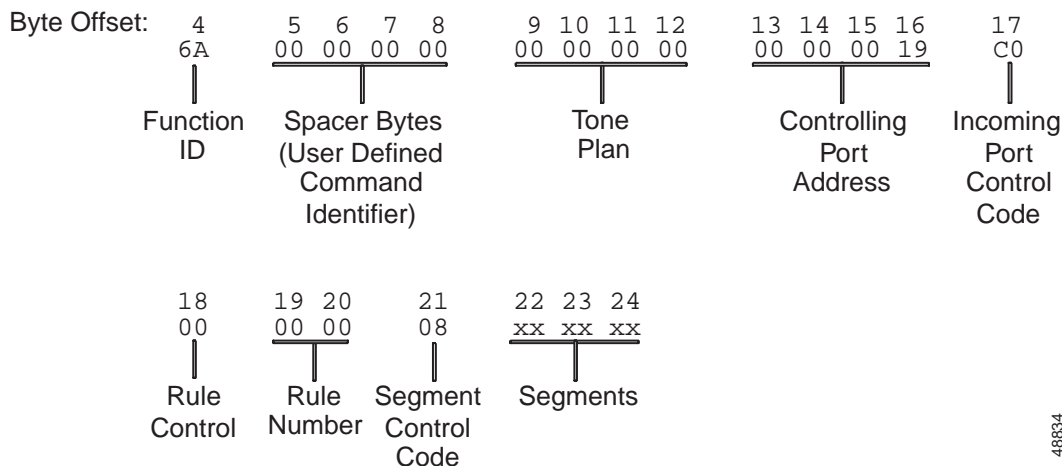 Byte Offset: 4 5 6 7 8 9 10 11 12 13 14 15 16 17
6A 00 00 00 00 00 00 00 00 00 00 00 19 C0
Function ID
Spacer Bytes
(User Defined
Command
Identifier)
Tone
Plan
Controlling
Port
Address
Incoming
Port
Control
Code
18 19 20 21 22 23 24
00 00 00 08 xx xx xx
Rule
Control
Rule
Number
Segment
Control
Code
Segments
48834